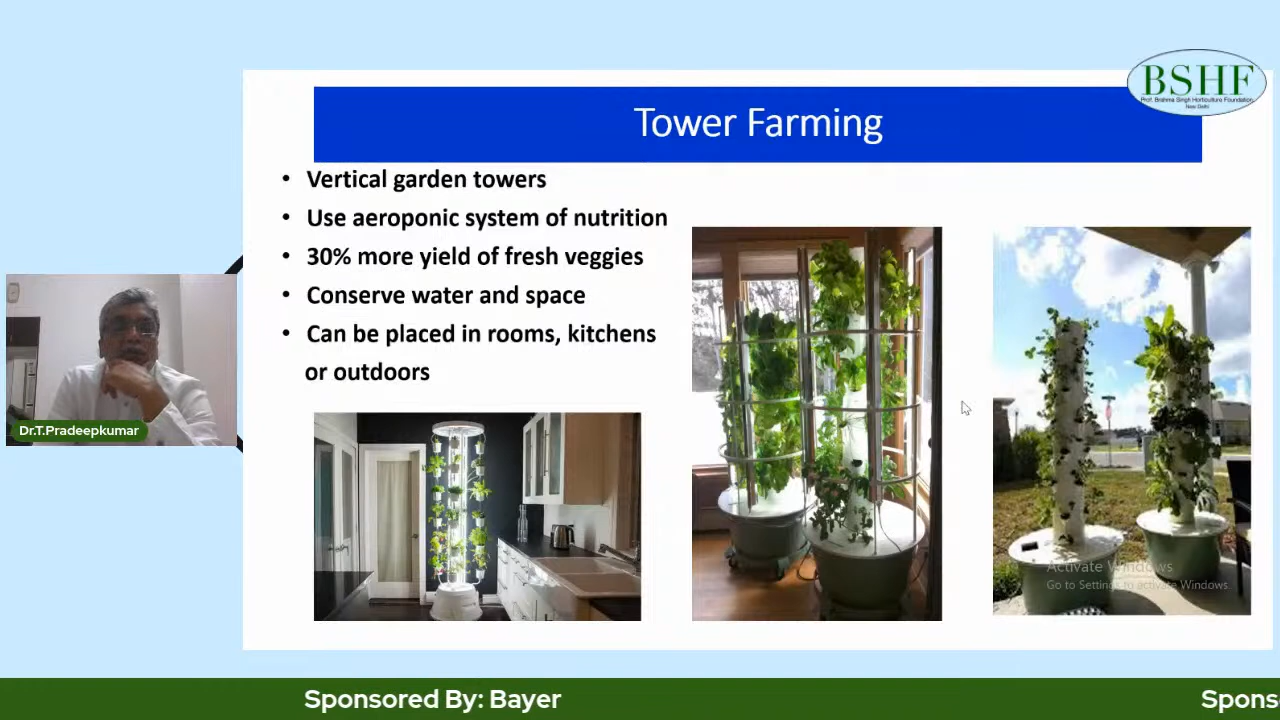 BSHF
Prof. Brahma Singh Horticulture Foundation
New Delhi
Tower Farming
• Vertical garden towers
• Use aeroponic system of nutrition
• 30% more yield of fresh veggies
• Conserve water and space
• Can be placed in rooms, kitchens
or outdoors
Dr.T.Pradeepkumar
Activate Windows
Go to Settings to activate Windows.
Sponsored By: Bayer
Spons